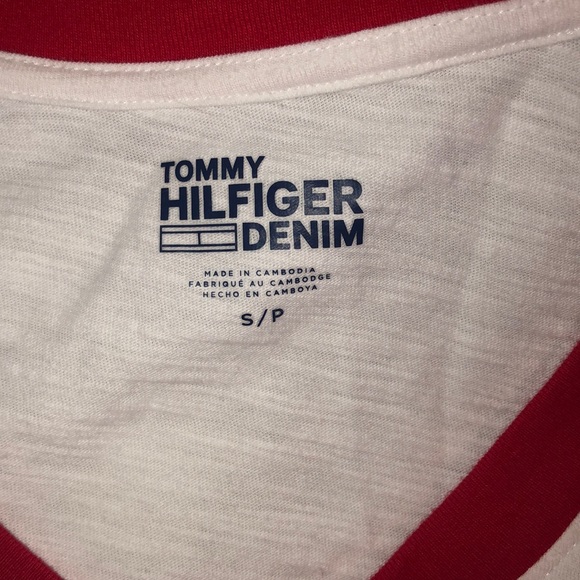 TOMMY
HILFIGER
DENIM
MADE IN CAMBODIA
FABRIQUÉ AU CAMBODGE
HECHO EN CAMBOYA
S/P